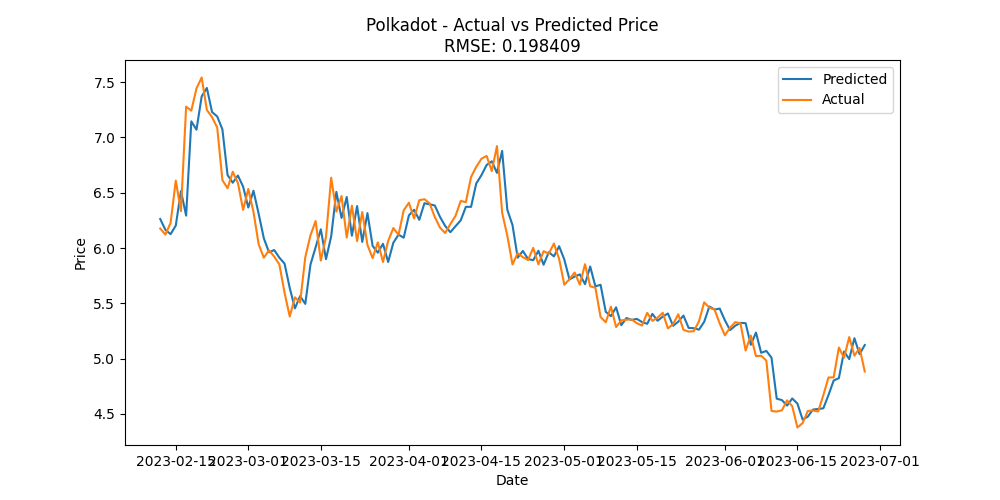 Polkadot - Actual vs Predicted Price
RMSE: 0.198409
Predicted
Actual
Price
7.5
7.0
6.5
6.0
5.5
5.0
4.5
2023-02-15
2023-03-01
2023-03-15
2023-04-01
2023-04-15
2023-05-01
2023-05-15
2023-06-01
2023-06-15
2023-07-01
Date